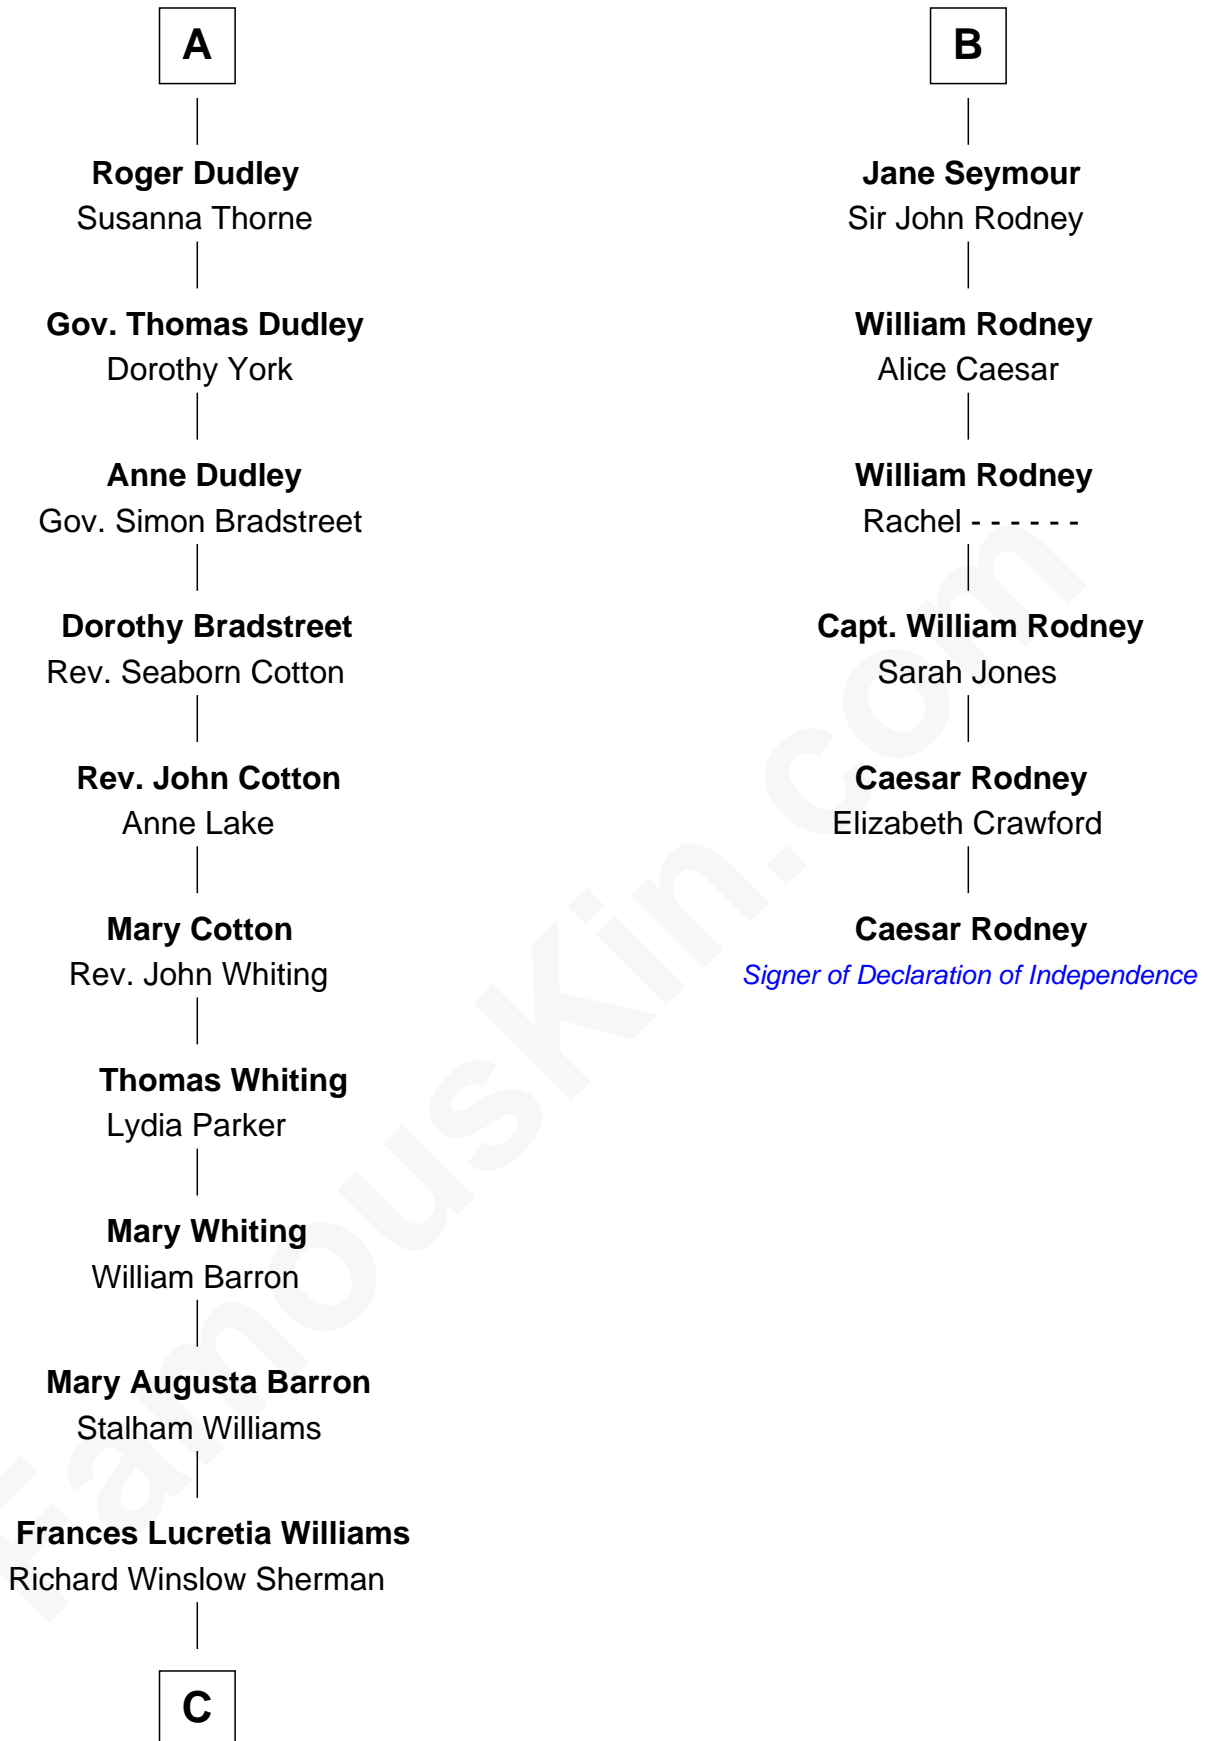 A
Roger Dudley
Susanna Thorne
Gov. Thomas Dudley
Dorothy York
Anne Dudley
Gov. Simon Bradstreet
Dorothy Bradstreet
Rev. Seaborn Cotton
Rev. John Cotton
Anne Lake
Mary Cotton
Rev. John Whiting
Thomas Whiting
Lydia Parker
Mary Whiting
William Barron
Mary Augusta Barron
Stalham Williams
Frances Lucretia Williams
Richard Winslow Sherman
C
B
Jane Seymour
Sir John Rodney
William Rodney
Alice Caesar
William Rodney
Rachel - - - - - -
Capt. William Rodney
Sarah Jones
Caesar Rodney
Elizabeth Crawford
Caesar Rodney
Signer of Declaration of Independence
FamousKin.com